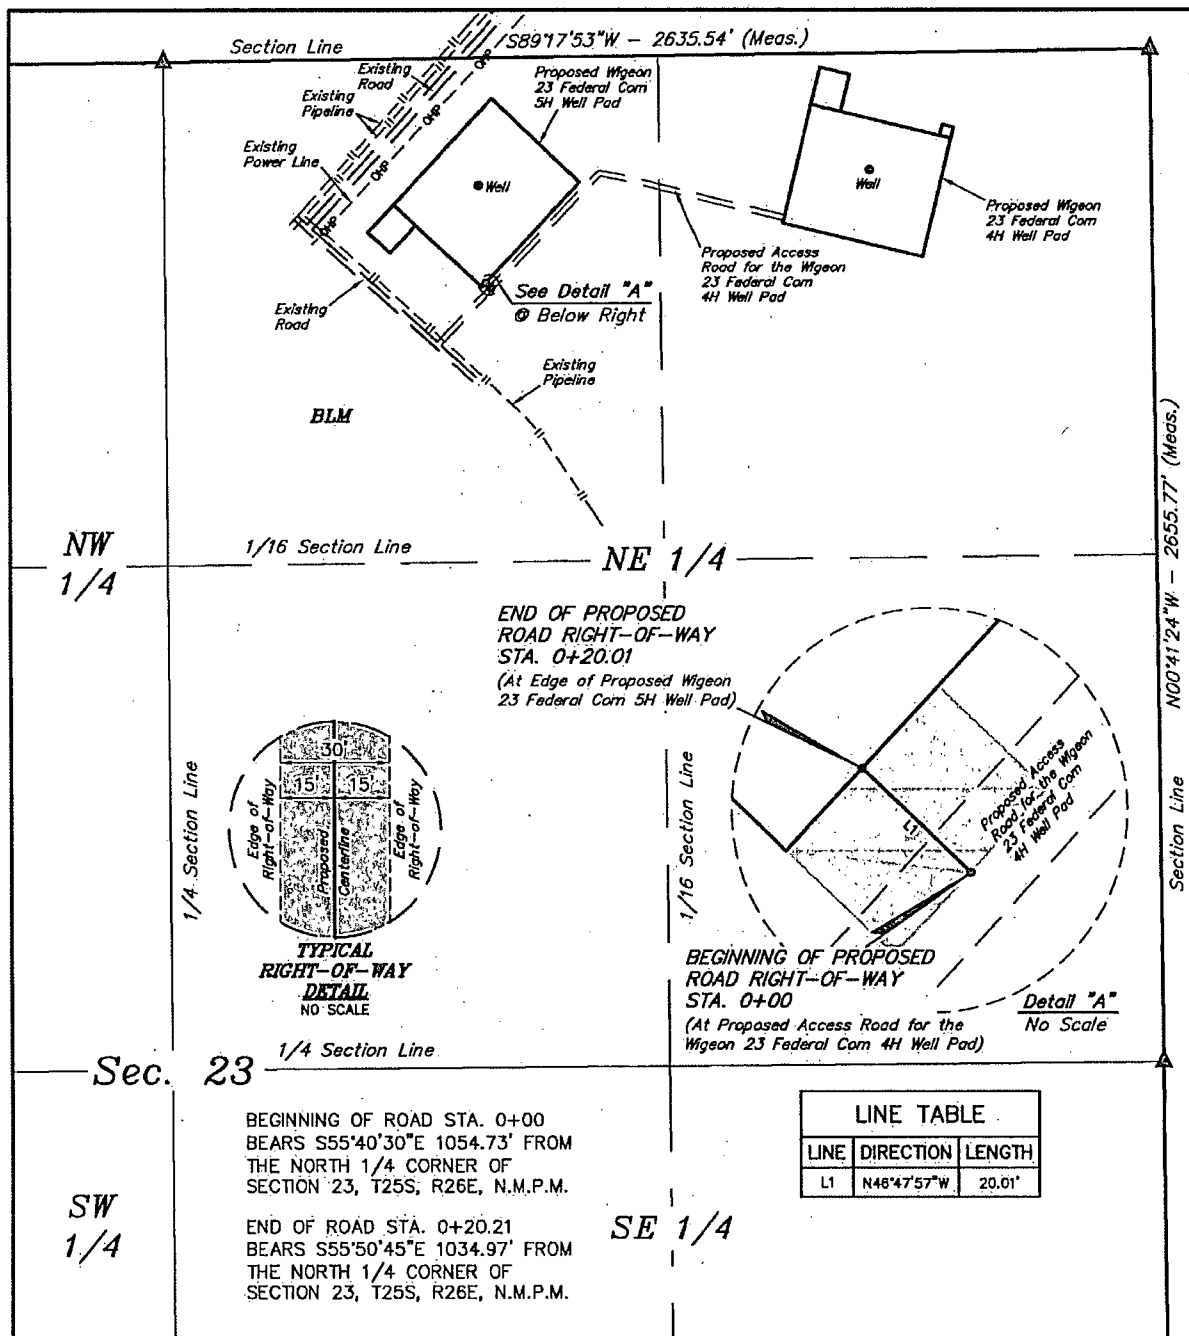 Section Line
S89°17'53"W - 2635.54' (Meas.)
Existing
Road
Existing
Pipeline
Existing
Power Line
OHP
OHP
OHP
OHP
Proposed Wigeon
23 Federal Com
5H Well Pad
Well
Well
Proposed Wigeon
23 Federal Com
4H Well Pad
Proposed Access
Road for the Wigeon
23 Federal Com
4H Well Pad
See Detail "A"
@ Below Right
Existing
Road
Existing
Pipeline
BLM
N00°41'24"W - 2655.77' (Meas.)
Section Line
NW
1/4
1/16 Section Line
NE 1/4
END OF PROPOSED
ROAD RIGHT-OF-WAY
STA. 0+20.01
(At Edge of Proposed Wigeon
23 Federal Com 5H Well Pad)
1/4 Section Line
30'
15'
15'
Edge of
Right-of-Way
Proposed
Centerline
Edge of
Right-of-Way
TYPICAL
RIGHT-OF-WAY
DETAIL
NO SCALE
1/16 Section Line
L1
Proposed Access
Road for the Wigeon
23 Federal Com
4H Well Pad
BEGINNING OF PROPOSED
ROAD RIGHT-OF-WAY
STA. 0+00
(At Proposed Access Road for the
Wigeon 23 Federal Com 4H Well Pad)
Detail "A"
No Scale
1/4 Section Line
Sec. 23
BEGINNING OF ROAD STA. 0+00
BEARS S55°40'30"E 1054.73' FROM
THE NORTH 1/4 CORNER OF
SECTION 23, T25S, R26E, N.M.P.M.
END OF ROAD STA. 0+20.21
BEARS S55°50'45"E 1034.97' FROM
THE NORTH 1/4 CORNER OF
SECTION 23, T25S, R26E, N.M.P.M.
LINE TABLE
LINE DIRECTION LENGTH
L1 N46°47'57"W 20.01'
SW
1/4
SE 1/4